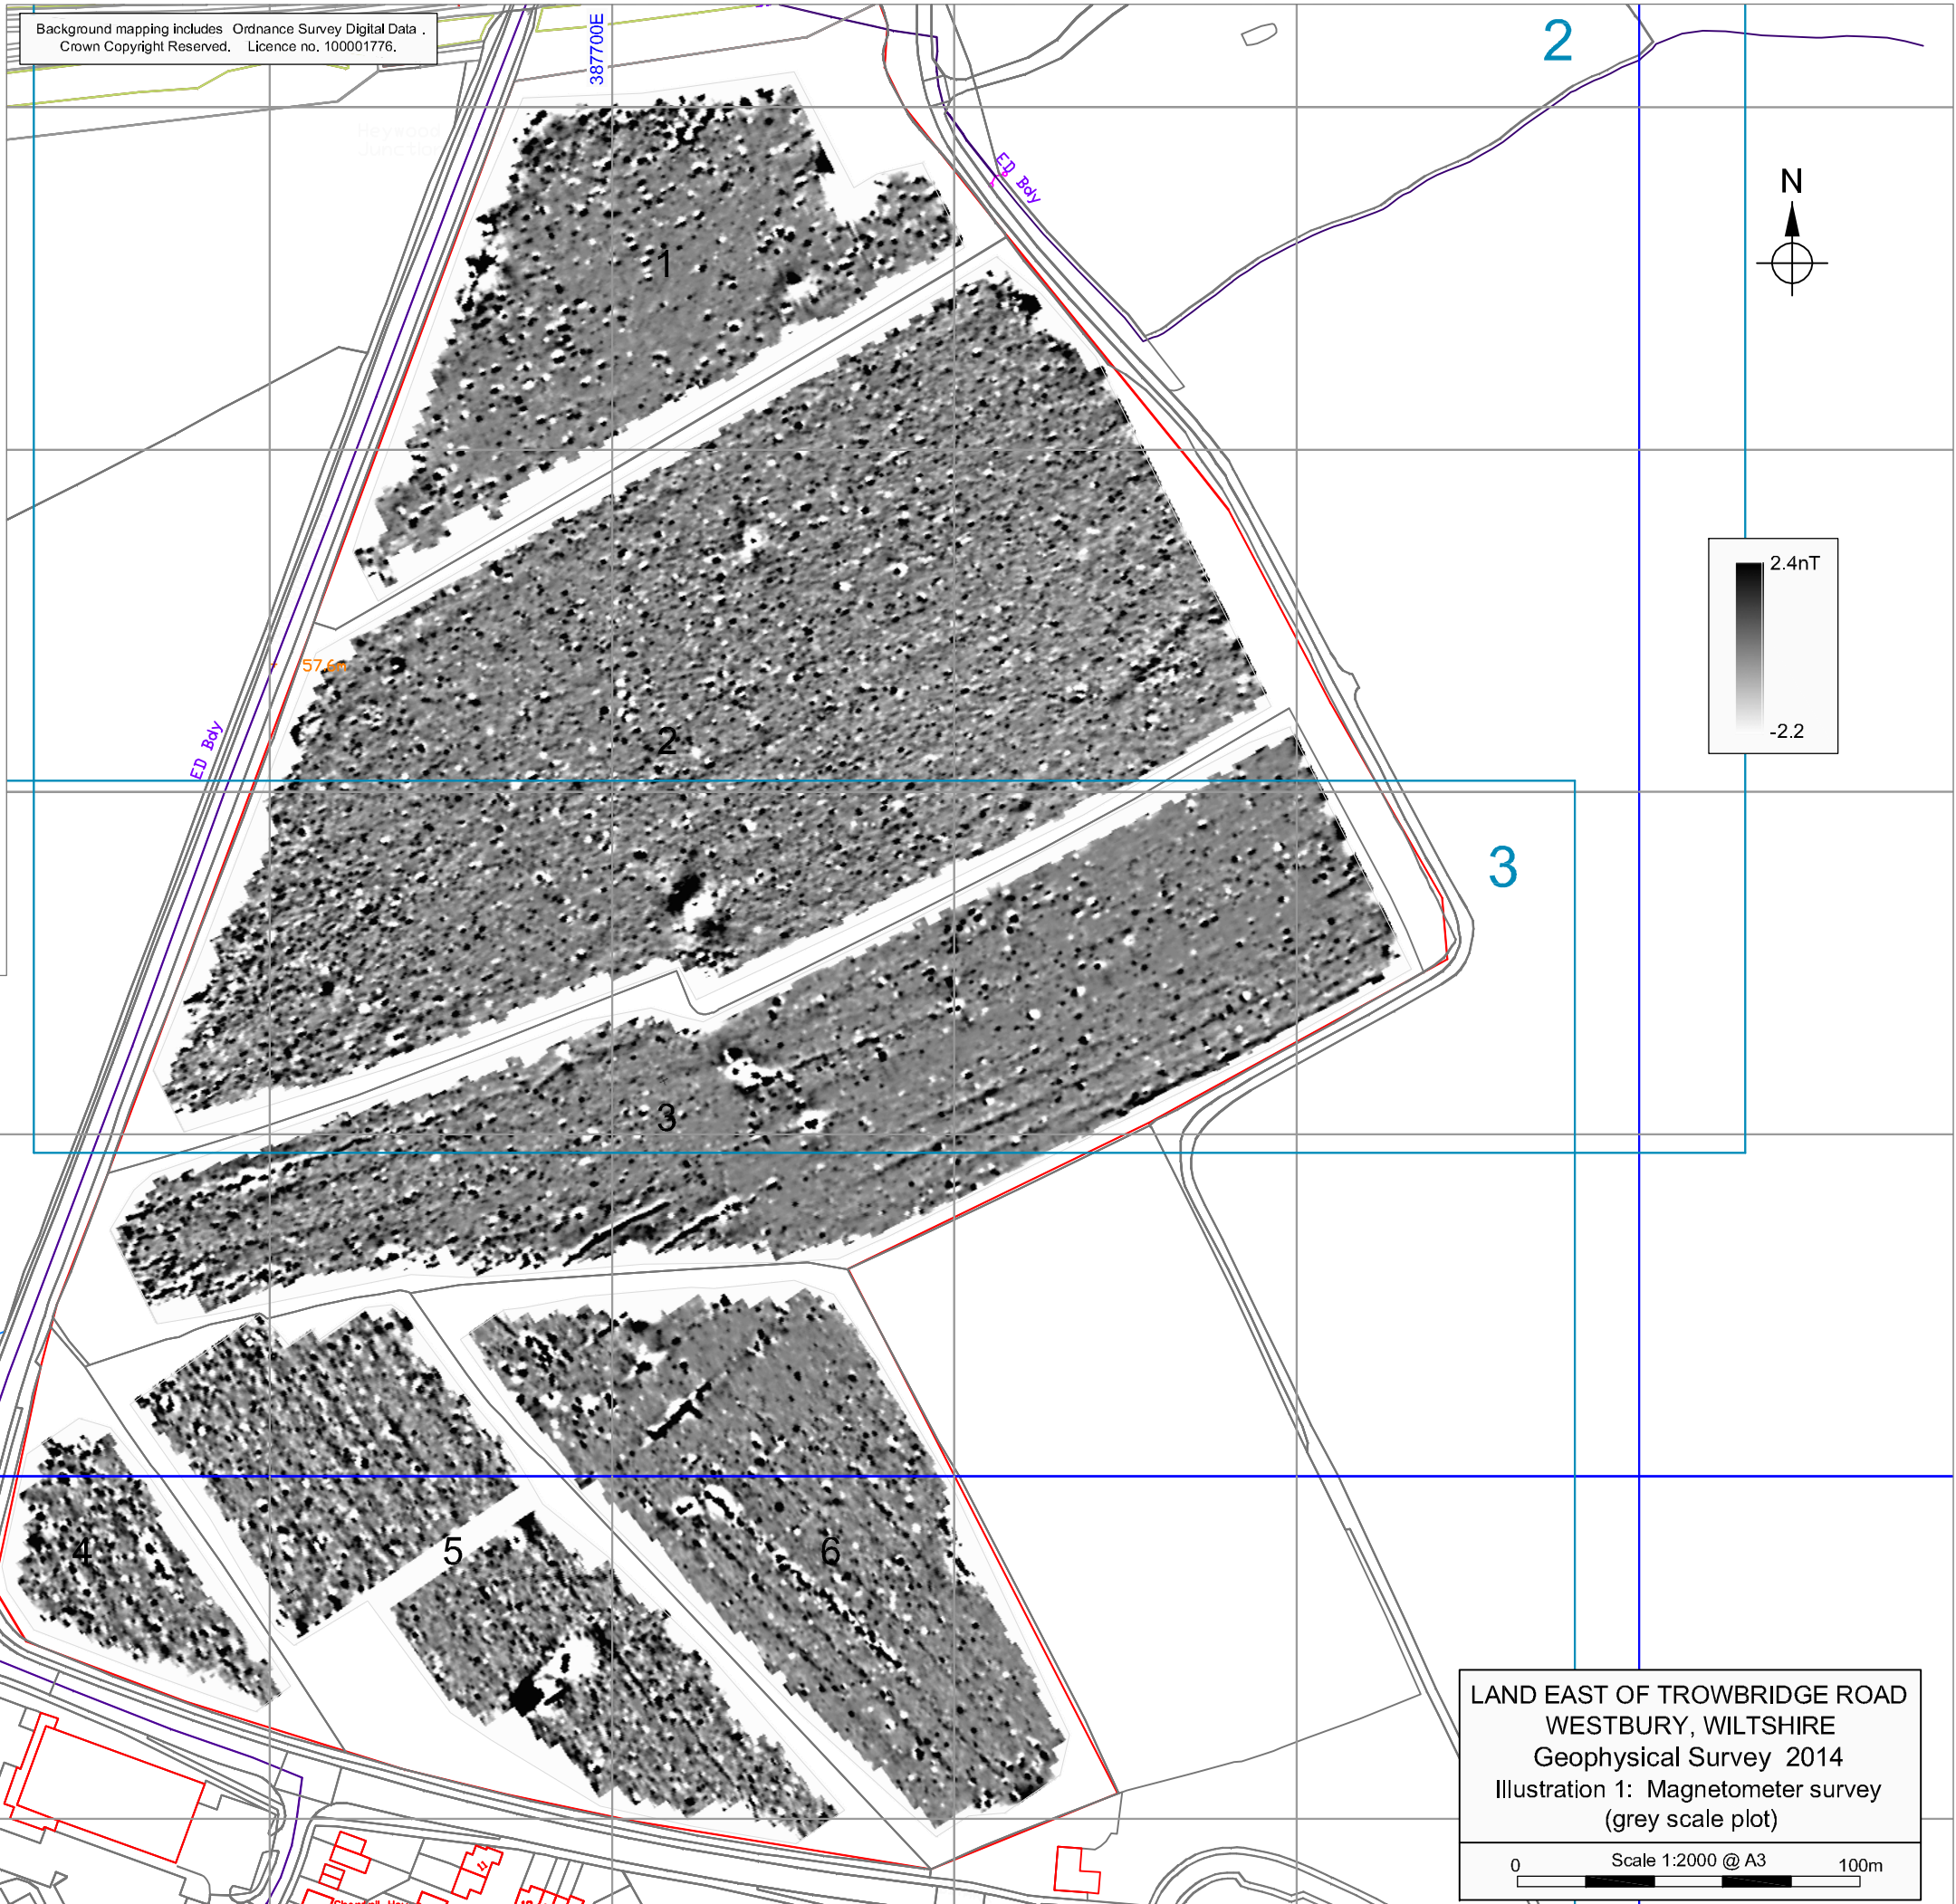 Background mapping includes Ordnance Survey Digital Data .
Crown Copyright Reserved. Licence no. 100001776.
387700E
2
Heywood
Junction
ED Bdy
N
1
2.4nT
-2.2
57.6m
ED Bdy
2
3
3
4
5
6
LAND EAST OF TROWBRIDGE ROAD
WESTBURY, WILTSHIRE
Geophysical Survey 2014
Illustration 1: Magnetometer survey
(grey scale plot)
Scale 1:2000 @ A3
0
100m
11